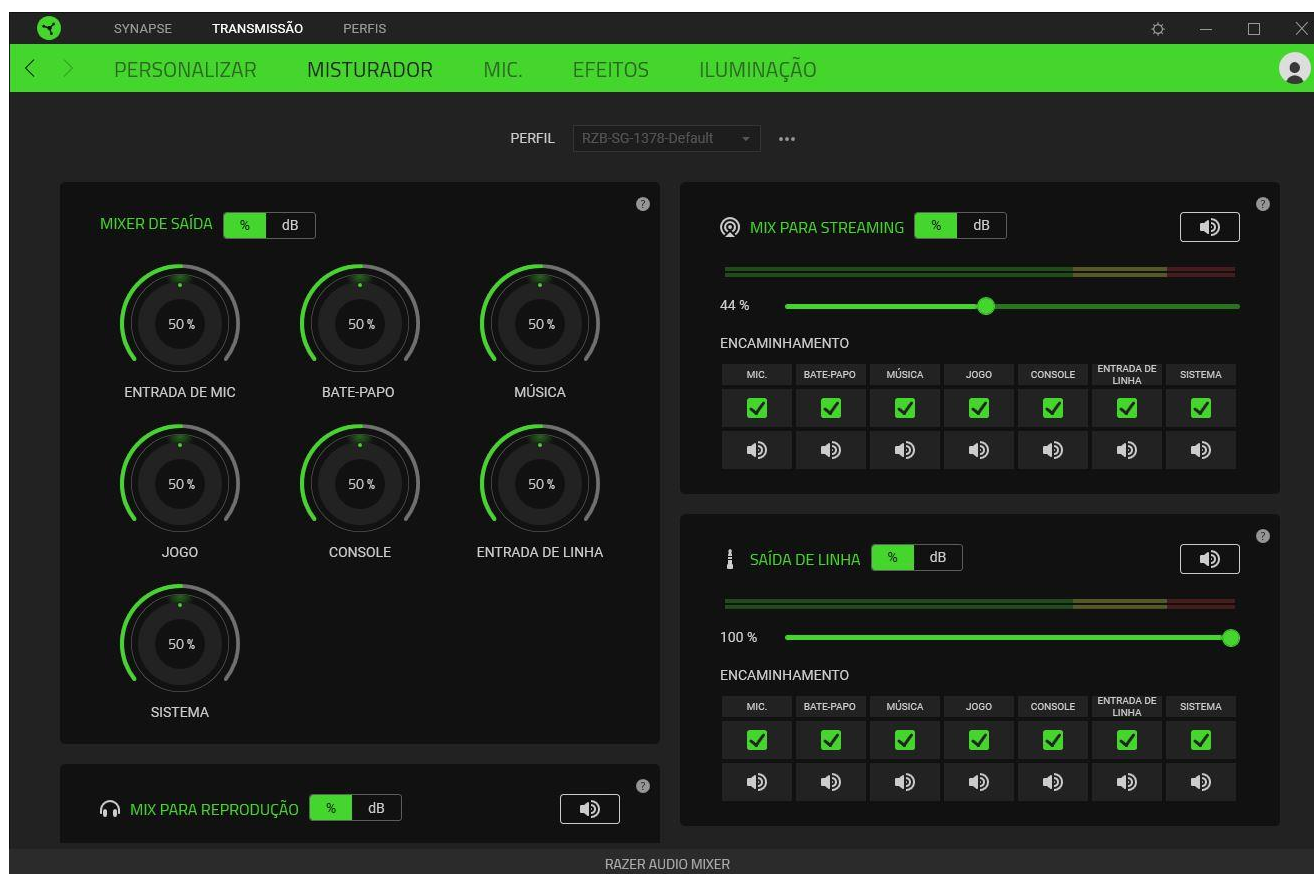 SYNAPSE TRANSMISSÃO PERFIS
PERSONALIZAR MISTURADOR MIC. EFEITOS ILUMINAÇÃO
PERFIL RZB-SG-1378-Default
MIXER DE SAÍDA % dB
50 % 50 % 50 %
ENTRADA DE MIC BATE-PAPO MÚSICA
50 % 50 % 50 %
JOGO CONSOLE ENTRADA DE LINHA
50 %
SISTEMA
MIX PARA REPRODUÇÃO % dB
MIX PARA STREAMING % dB
44 %
ENCAMINHAMENTO
MIC. BATE-PAPO MÚSICA JOGO CONSOLE ENTRADA DE LINHA SISTEMA
SAÍDA DE LINHA % dB
100 %
ENCAMINHAMENTO
MIC. BATE-PAPO MÚSICA JOGO CONSOLE ENTRADA DE LINHA SISTEMA
RAZER AUDIO MIXER